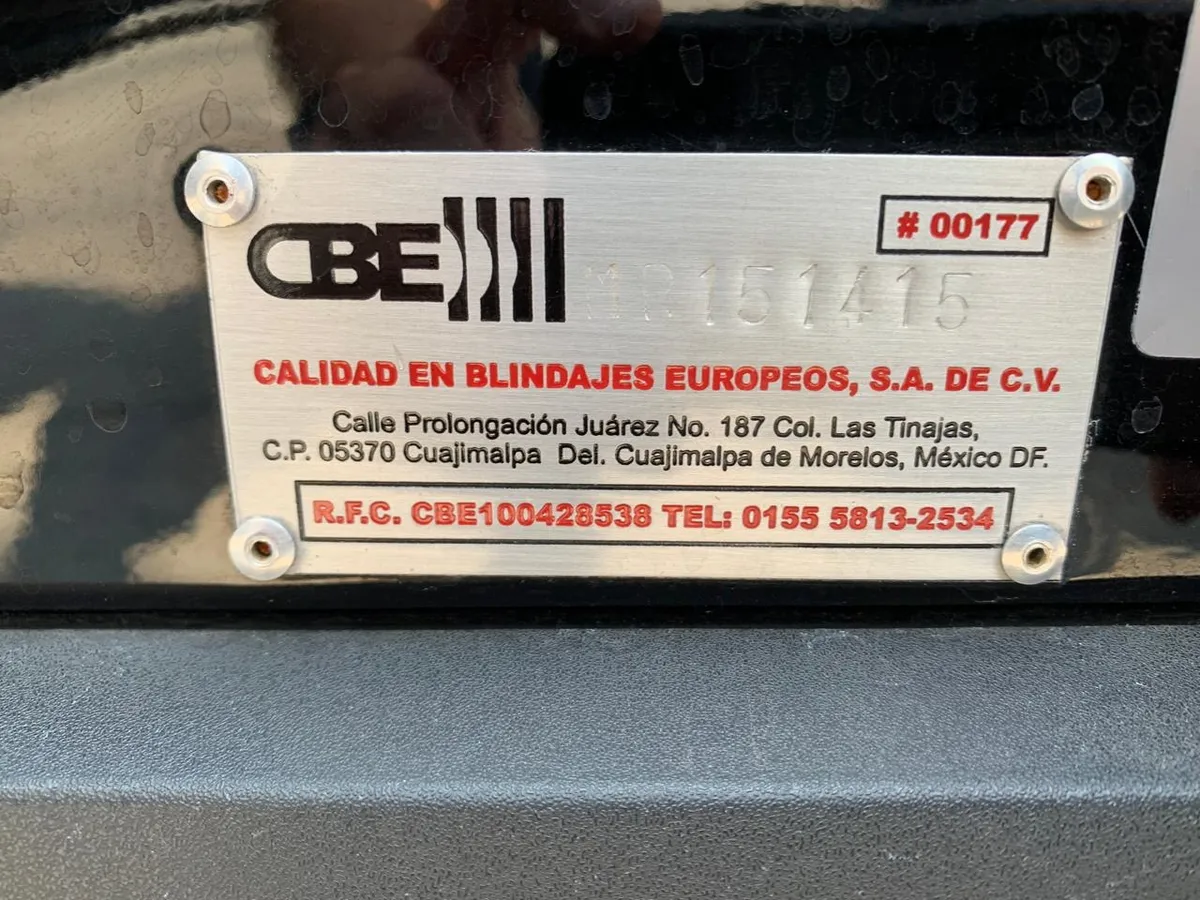 CBE
# 00177
MR151415
CALIDAD EN BLINDAJES EUROPEOS, S.A. DE C.V.
Calle Prolongación Juárez No. 187 Col. Las Tinajas,
C.P. 05370 Cuajimalpa Del. Cuajimalpa de Morelos, México DF.
R.F.C. CBE100428538 TEL: 0155 5813-2534